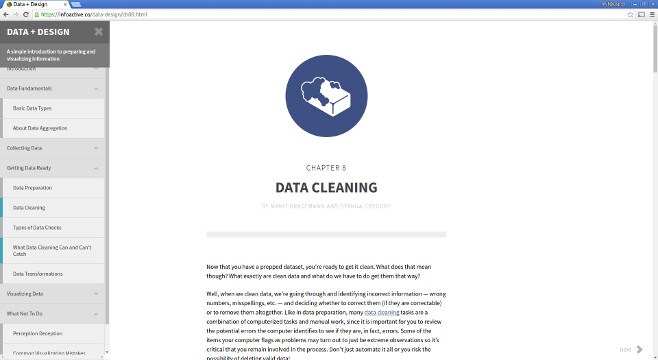 Data + Design
https://infoactive.co/data-design/ch08.html
DATA + DESIGN
A simple introduction to preparing and
visualizing information
Introduction
Data Fundamentals
Basic Data Types
About Data Aggregation
Collecting Data
Getting Data Ready
Data Preparation
Data Cleaning
Types of Data Checks
What Data Cleaning Can and Can't
Catch
Data Transformations
Visualizing Data
What Not To Do
Perception Deception
Common Visualization Mistakes
CHAPTER 8
DATA CLEANING
BY MARIT BRADEMANN AND DYANNA GREGORY
Now that you have a prepped dataset, you're ready to get it clean. What does that mean
though? What exactly are clean data and what do we have to do to get them that way?
Well, when we clean data, we're going through and identifying incorrect information — wrong
numbers, misspellings, etc. — and deciding whether to correct them (if they are correctable)
or to remove them altogether. Like in data preparation, many data cleaning tasks are a
combination of computerized tasks and manual work, since it is important for you to review
the potential errors the computer identifies to see if they are, in fact, errors. Some of the
items your computer flags as problems may turn out to just be extreme observations so it's
critical that you remain involved in the process. Don't just automate it all or you risk the
possibility of deleting valid data!
next